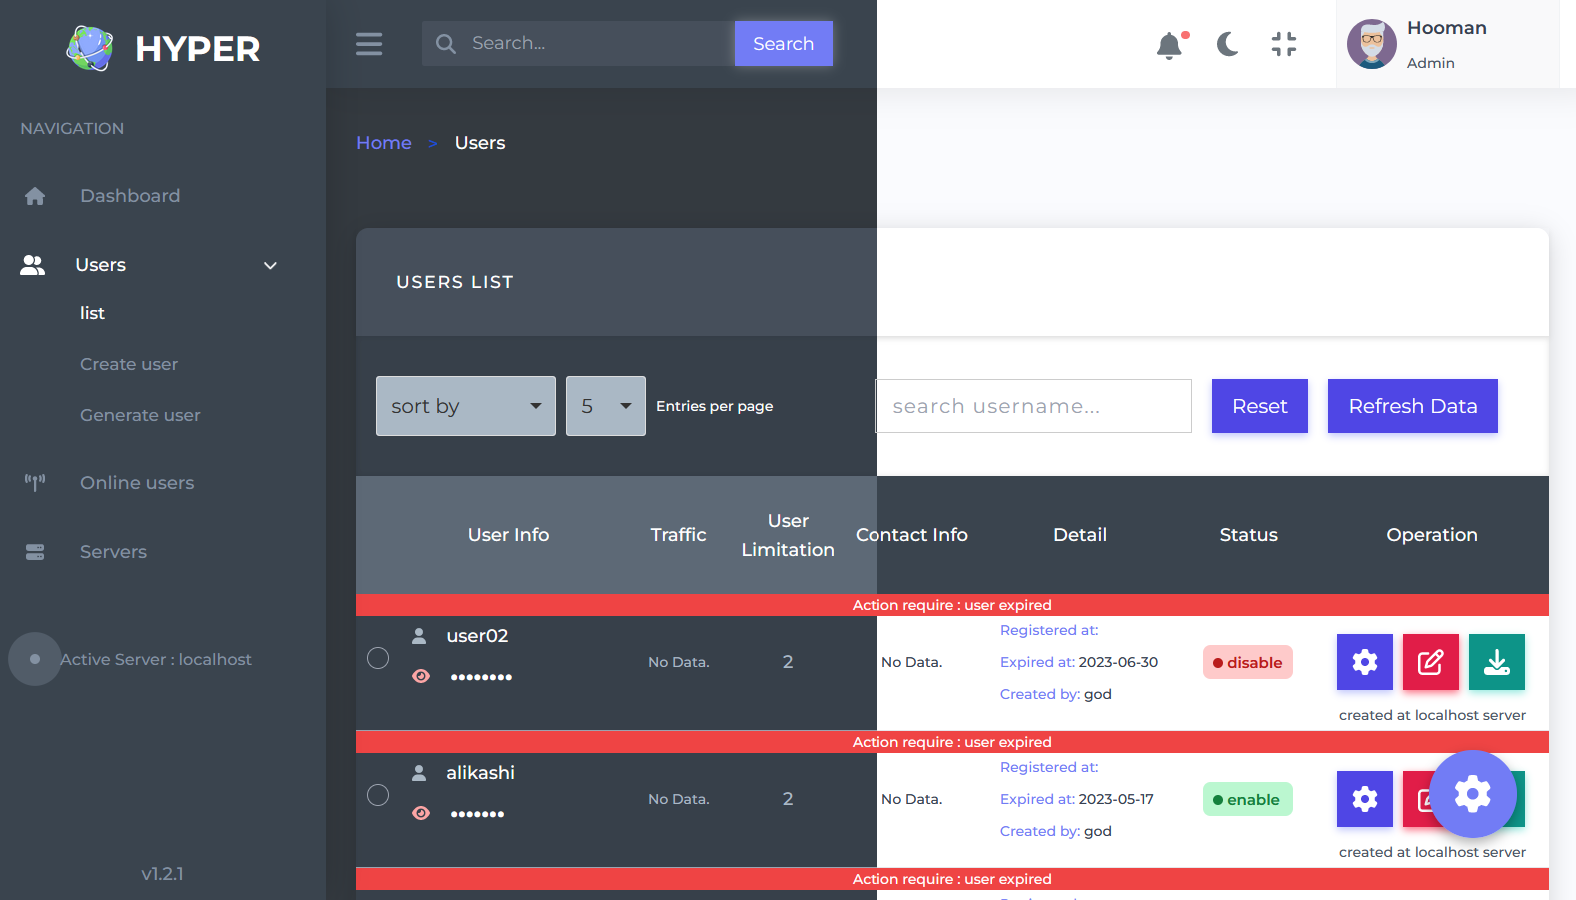 HYPER
Search...
Search
Hooman
Admin
NAVIGATION
Home > Users
Dashboard
Users
list
Create user
Generate user
Online users
Servers
Active Server : localhost
v1.2.1
USERS LIST
sort by
5
Entries per page
search username...
Reset
Refresh Data
User Info
Traffic
User
Limitation
Contact Info
Detail
Status
Operation
Action require : user expired
user02
••••••••
No Data.
2
No Data.
Registered at:
Expired at: 2023-06-30
Created by: god
disable
created at localhost server
Action require : user expired
alikashi
•••••••
No Data.
2
No Data.
Registered at:
Expired at: 2023-05-17
Created by: god
enable
created at localhost server
Action require : user expired